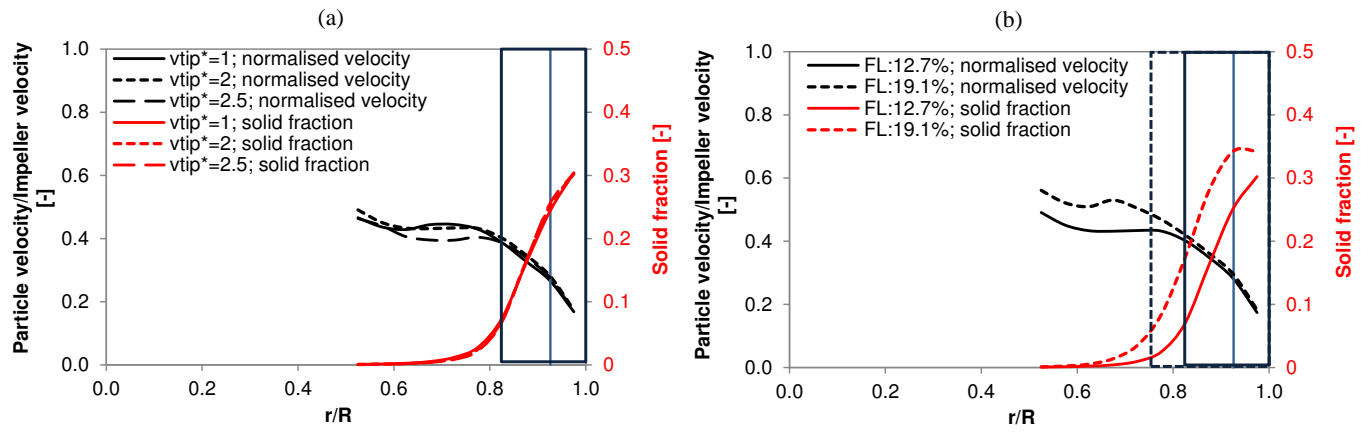 (a)
1.0
0.8
0.6
0.4
0.2
0.0
Particle velocity/Impeller velocity
[-]
vtip*=1; normalised velocity
vtip*=2; normalised velocity
vtip*=2.5; normalised velocity
vtip*=1; solid fraction
vtip*=2; solid fraction
vtip*=2.5; solid fraction
0.5
0.4
0.3
0.2
0.1
0
Solid fraction [-]
0.0 0.2 0.4 0.6 0.8 1.0
r/R
(b)
1.0
0.8
0.6
0.4
0.2
0.0
Particle velocity/Impeller velocity
[-]
FL:12.7%; normalised velocity
FL:19.1%; normalised velocity
FL:12.7%; solid fraction
FL:19.1%; solid fraction
0.5
0.4
0.3
0.2
0.1
0
Solid fraction [-]
0.0 0.2 0.4 0.6 0.8 1.0
r/R